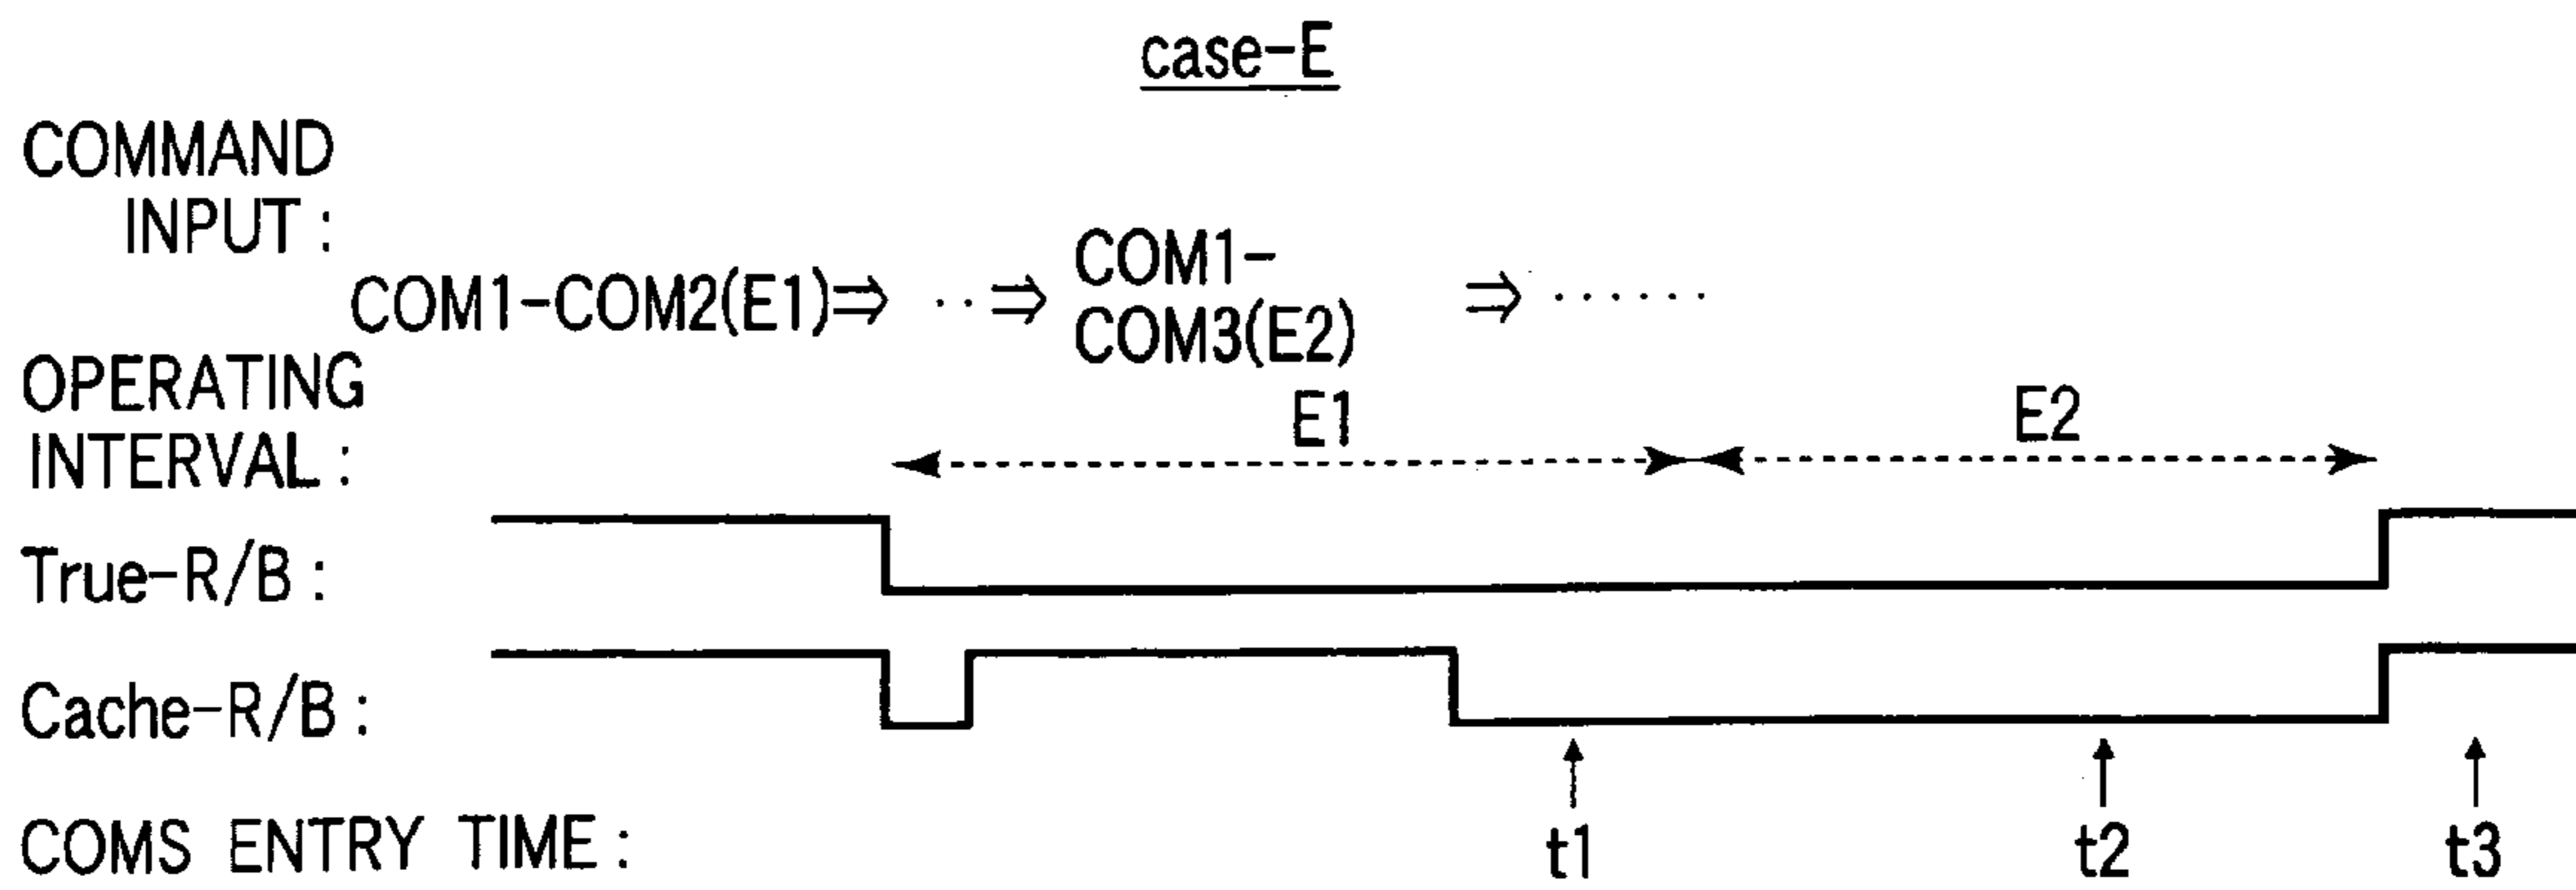 case-E
COMMAND
INPUT :
COM1-COM2(E1)⇒ ··⇒ COM1-
COM3(E2) ⇒ ······
OPERATING
INTERVAL :
E1
E2
True-R/B :
Cache-R/B :
COMS ENTRY TIME :
t1
t2
t3